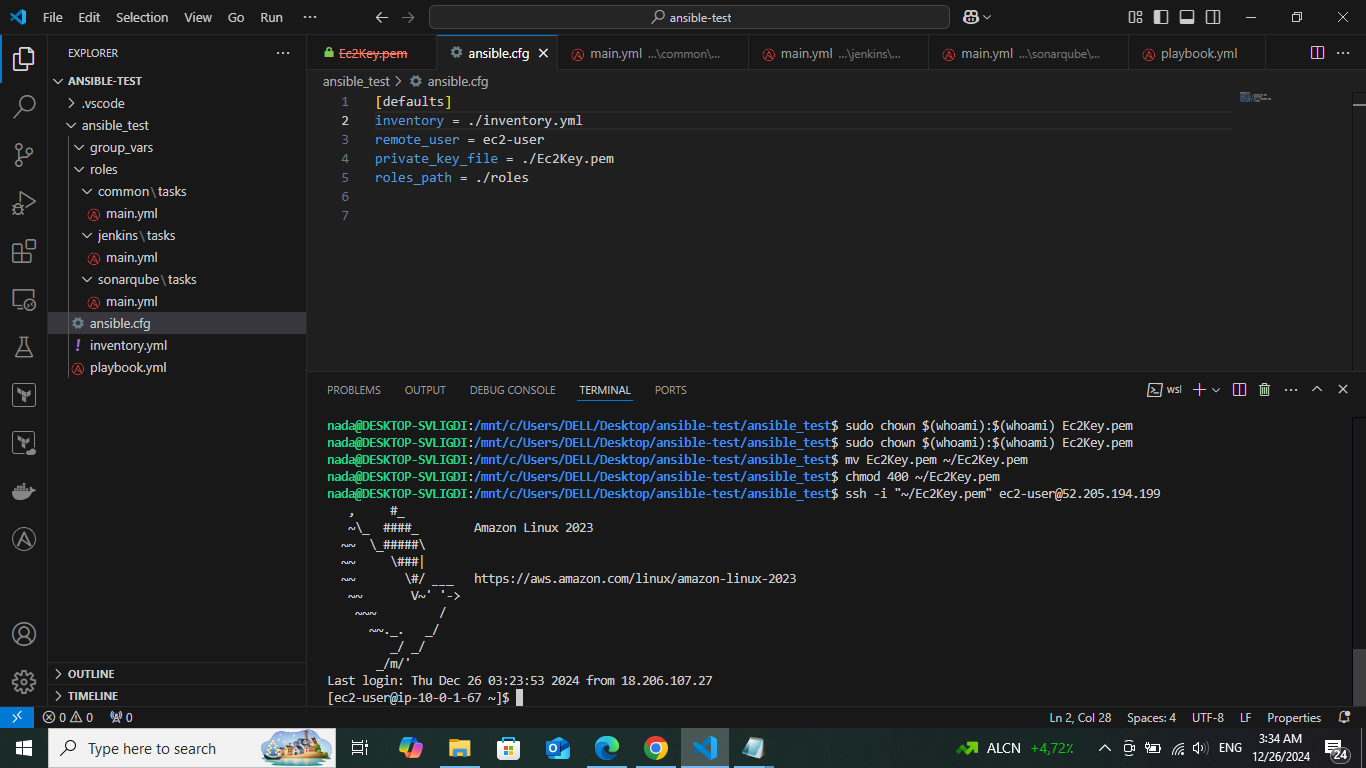 File Edit Selection View Go Run ··· ansible-test
EXPLORER ···
ANSIBLE-TEST
.vscode
ansible_test
group_vars
roles
common\tasks
main.yml
jenkins\tasks
main.yml
sonarqube\tasks
main.yml
ansible.cfg
! inventory.yml
playbook.yml
OUTLINE
TIMELINE
Ec2Key.pem ansible.cfg main.yml ...\common\... main.yml ...\jenkins\... main.yml ...\sonarqube\... playbook.yml ···
ansible_test > ansible.cfg
1 [defaults]
2 inventory = ./inventory.yml
3 remote_user = ec2-user
4 private_key_file = ./Ec2Key.pem
5 roles_path = ./roles
6
7
PROBLEMS OUTPUT DEBUG CONSOLE TERMINAL PORTS wsl ···
nada@DESKTOP-SVLIGDI:/mnt/c/Users/DELL/Desktop/ansible-test/ansible_test$ sudo chown $(whoami):$(whoami) Ec2Key.pem
nada@DESKTOP-SVLIGDI:/mnt/c/Users/DELL/Desktop/ansible-test/ansible_test$ sudo chown $(whoami):$(whoami) Ec2Key.pem
nada@DESKTOP-SVLIGDI:/mnt/c/Users/DELL/Desktop/ansible-test/ansible_test$ mv Ec2Key.pem ~/Ec2Key.pem
nada@DESKTOP-SVLIGDI:/mnt/c/Users/DELL/Desktop/ansible-test/ansible_test$ chmod 400 ~/Ec2Key.pem
nada@DESKTOP-SVLIGDI:/mnt/c/Users/DELL/Desktop/ansible-test/ansible_test$ ssh -i "~/Ec2Key.pem" ec2-user@52.205.194.199
   ,     #_
   ~\_  ####_        Amazon Linux 2023
  ~~  \_#####\
  ~~     \###|
  ~~       \#/ ___   https://aws.amazon.com/linux/amazon-linux-2023
   ~~       V~' '->
    ~~~         /
      ~~._.   _/
         _/ _/
       _/m/'
Last login: Thu Dec 26 03:23:53 2024 from 18.206.107.27
[ec2-user@ip-10-0-1-67 ~]$
0 0 0 Ln 2, Col 28 Spaces: 4 UTF-8 LF Properties
Type here to search ALCN +4,72% ENG 3:34 AM 12/26/2024 24